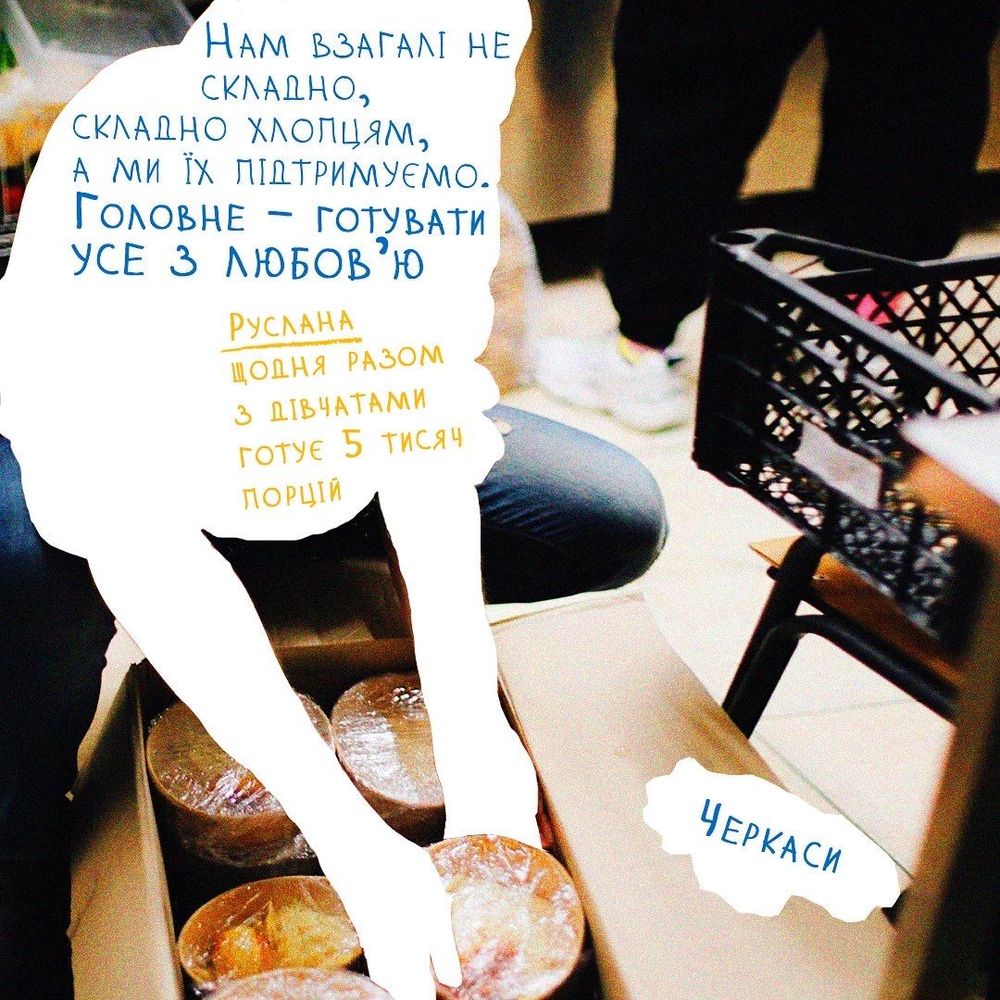 Нам взагалі не
складно,
складно хлопцям,
а ми їх підтримуємо.
Головне – готувати
усе з любов’ю
Руслана
щодня разом
з дівчатами
готує 5 тисяч
порцій
Черкаси